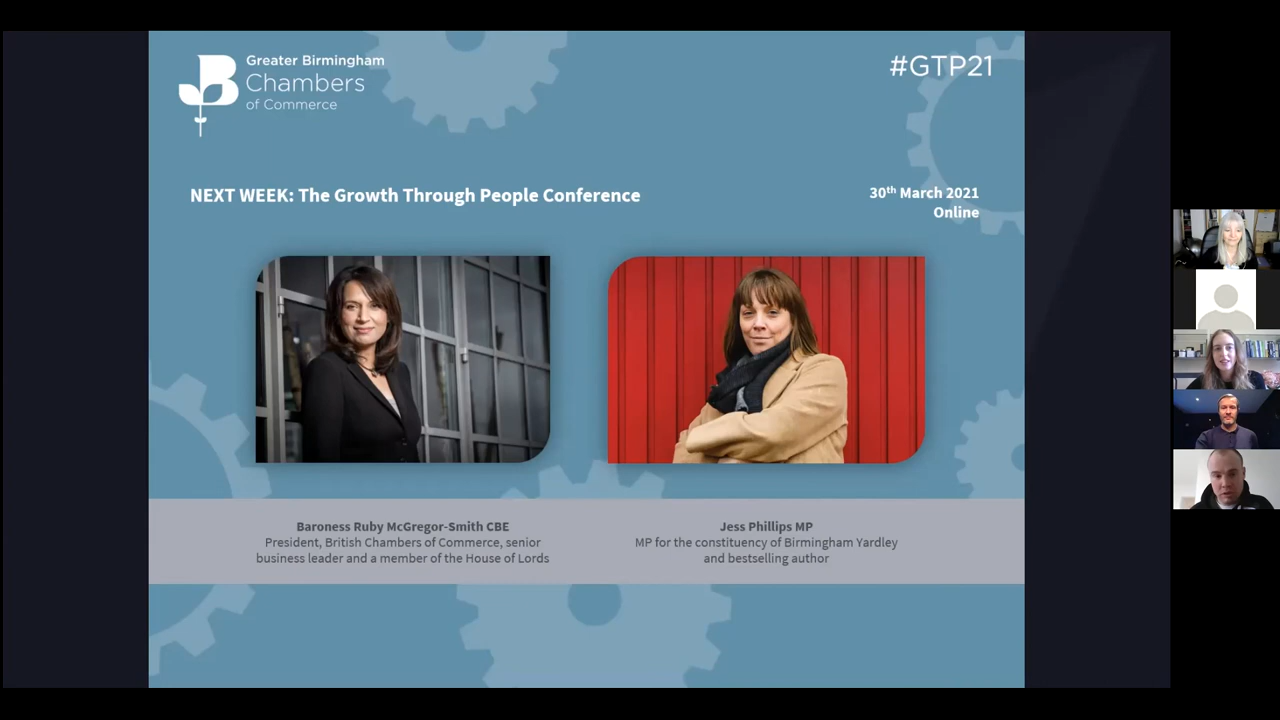 Greater Birmingham
Chambers
of Commerce
#GTP21
NEXT WEEK: The Growth Through People Conference
30th March 2021
Online
Baroness Ruby McGregor-Smith CBE
President, British Chambers of Commerce, senior
business leader and a member of the House of Lords
Jess Phillips MP
MP for the constituency of Birmingham Yardley
and bestselling author